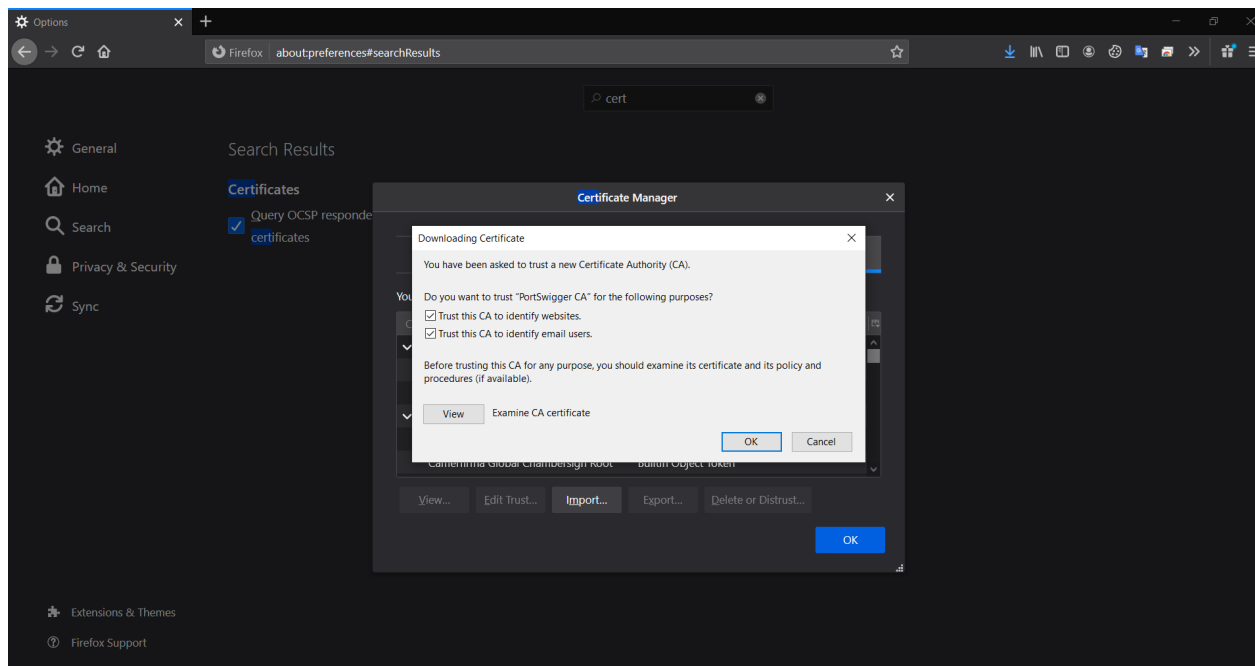 Options
Firefox about:preferences#searchResults
cert
General
Home
Search
Privacy & Security
Sync
Extensions & Themes
Firefox Support
Search Results
Certificates
Query OCSP responde
certificates
Certificate Manager
You
Downloading Certificate
You have been asked to trust a new Certificate Authority (CA).
Do you want to trust "PortSwigger CA" for the following purposes?
Trust this CA to identify websites.
Trust this CA to identify email users.
Before trusting this CA for any purpose, you should examine its certificate and its policy and
procedures (if available).
View Examine CA certificate
OK Cancel
Camerfirma Global Chambersign Root Builtin Object Token
View... Edit Trust... Import... Export... Delete or Distrust...
OK